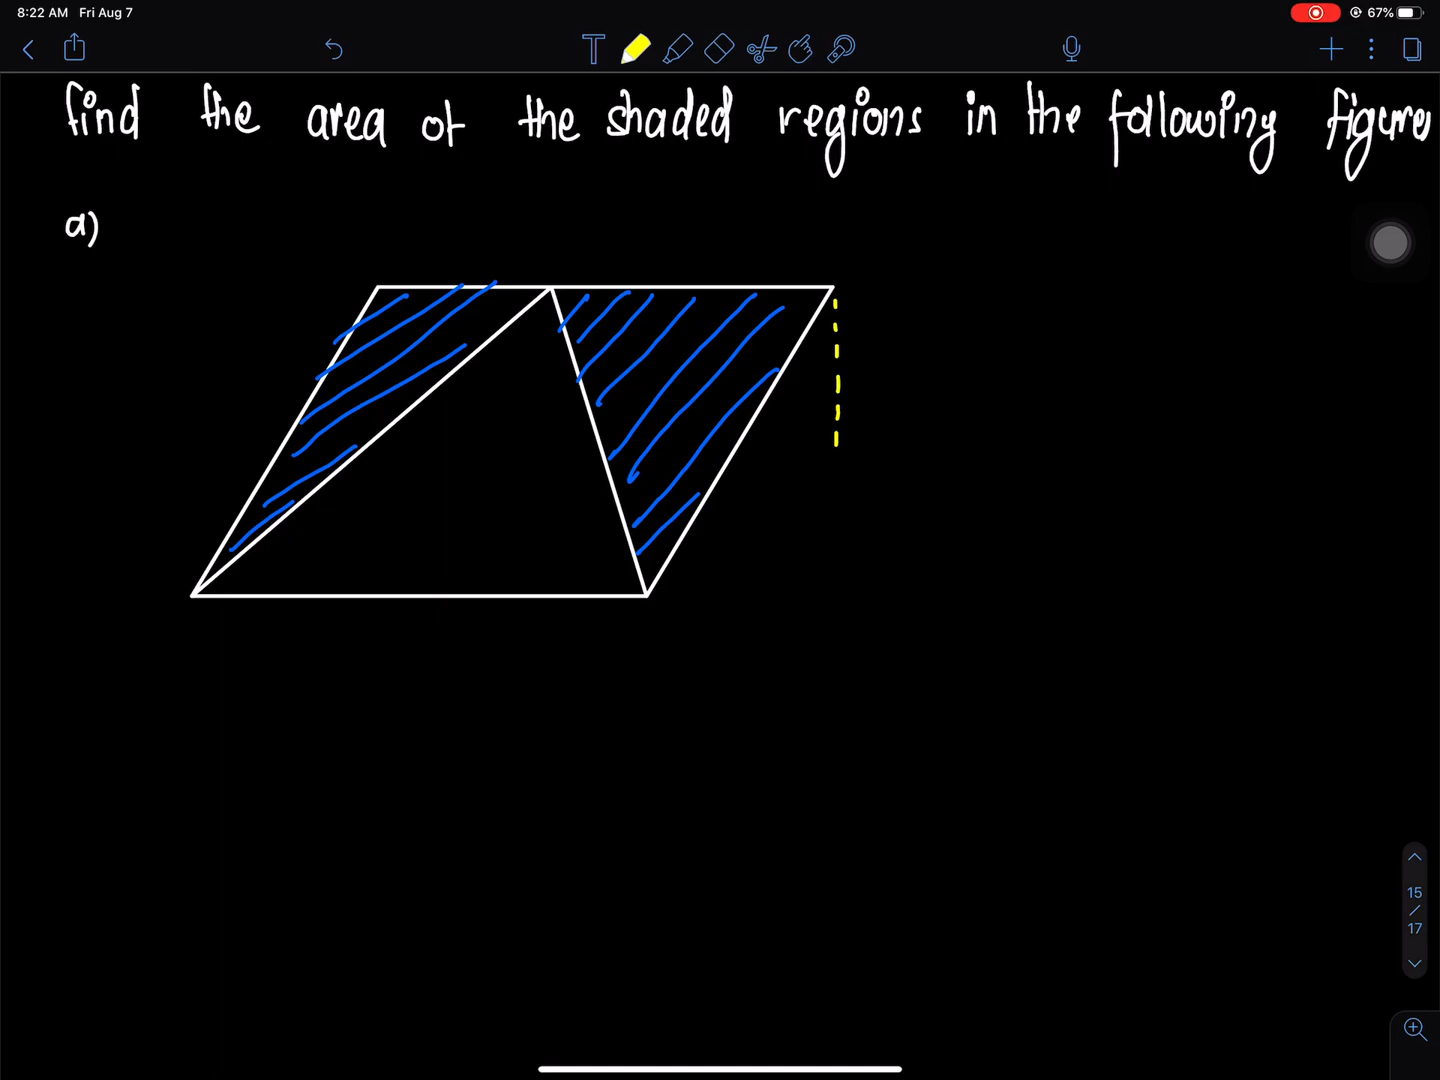 8:22 AM Fri Aug 7
67%
find the area of the shaded regions in the following figures
a)
15
/
17